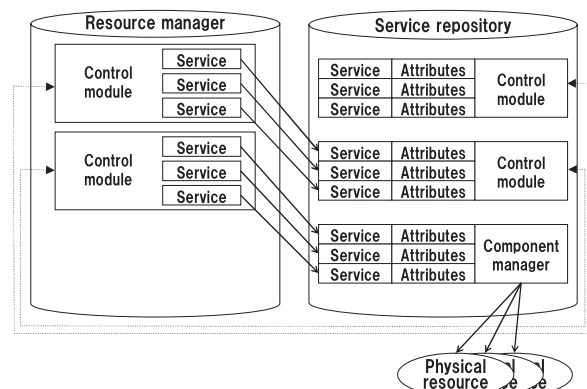 Resource manager
Control
module
Service
Service
Service
Control
module
Service
Service
Service
Service repository
Service Attributes
Service Attributes
Service Attributes
Control
module
Service Attributes
Service Attributes
Service Attributes
Control
module
Service Attributes
Service Attributes
Service Attributes
Component
manager
Physical
resource